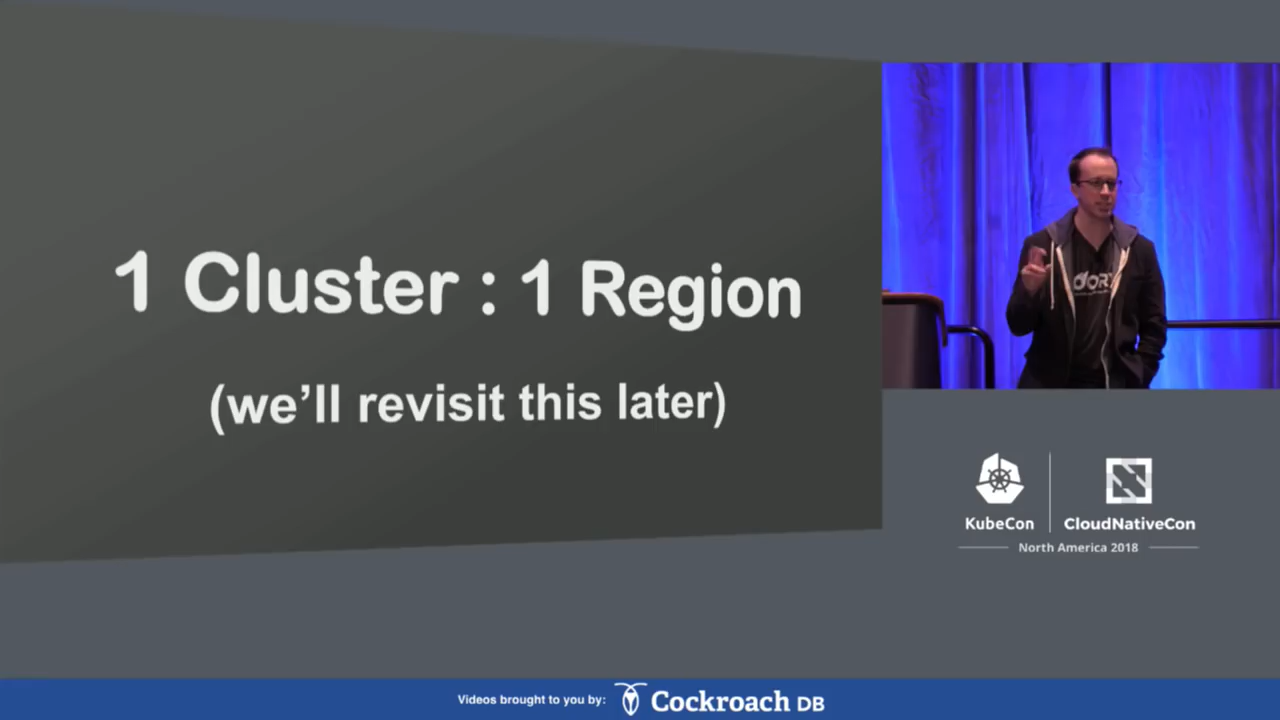 1 Cluster : 1 Region
(we’ll revisit this later)
KubeCon
CloudNativeCon
North America 2018
Videos brought to you by:
Cockroach DB